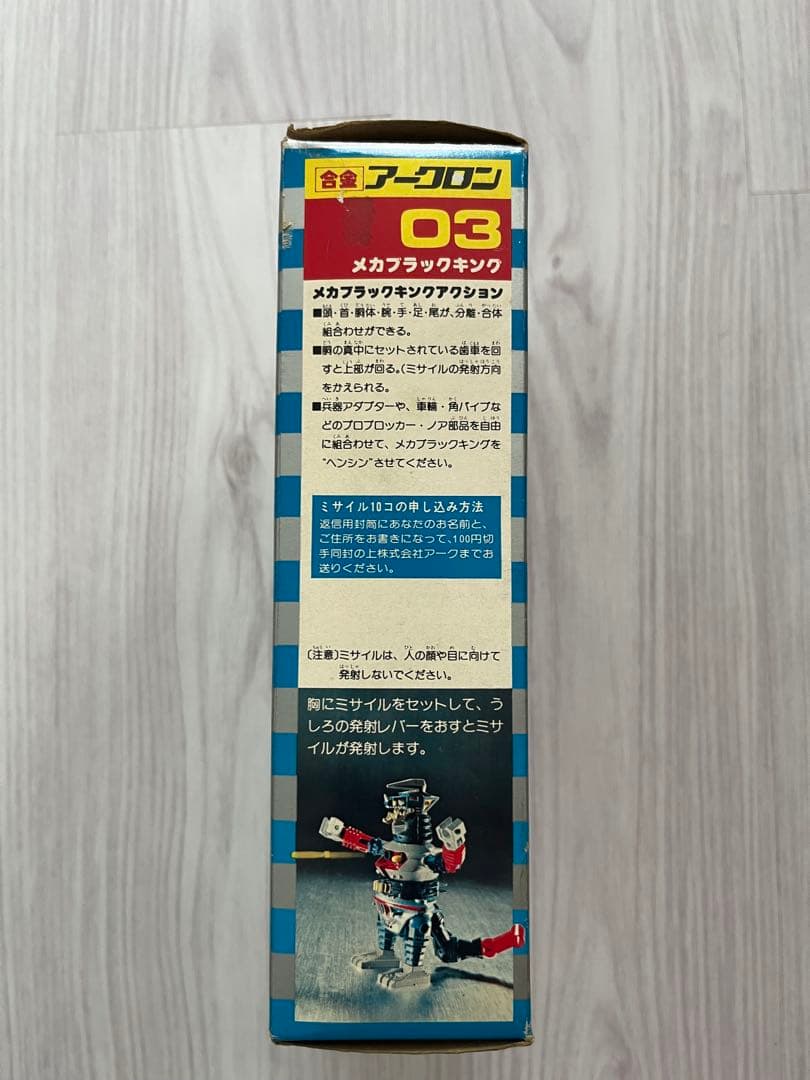 合金 アークロン
03
メカブラックキング
メカブラックキングアクション
■頭・首・胴体・腕・手・足・尾が、分離・合体
組合わせができる。
■胴の真中にセットされている歯車を回
すと上部が回る。(ミサイルの発射方向
をかえられる。
■兵器アダプターや、車輪・角パイプな
どのプロブロッカー・ノア部品を自由
に組合わせて、メカブラックキングを
“ヘンシン”させてください。
ミサイル10コの申し込み方法
返信用封筒にあなたのお名前と、
ご住所をお書きになって、100円切
手同封の上株式会社アークまでお
送りください。
〔注意〕ミサイルは、人の顔や目に向けて
発射しないでください。
胸にミサイルをセットして、う
しろの発射レバーをおすとミサ
イルが発射します。